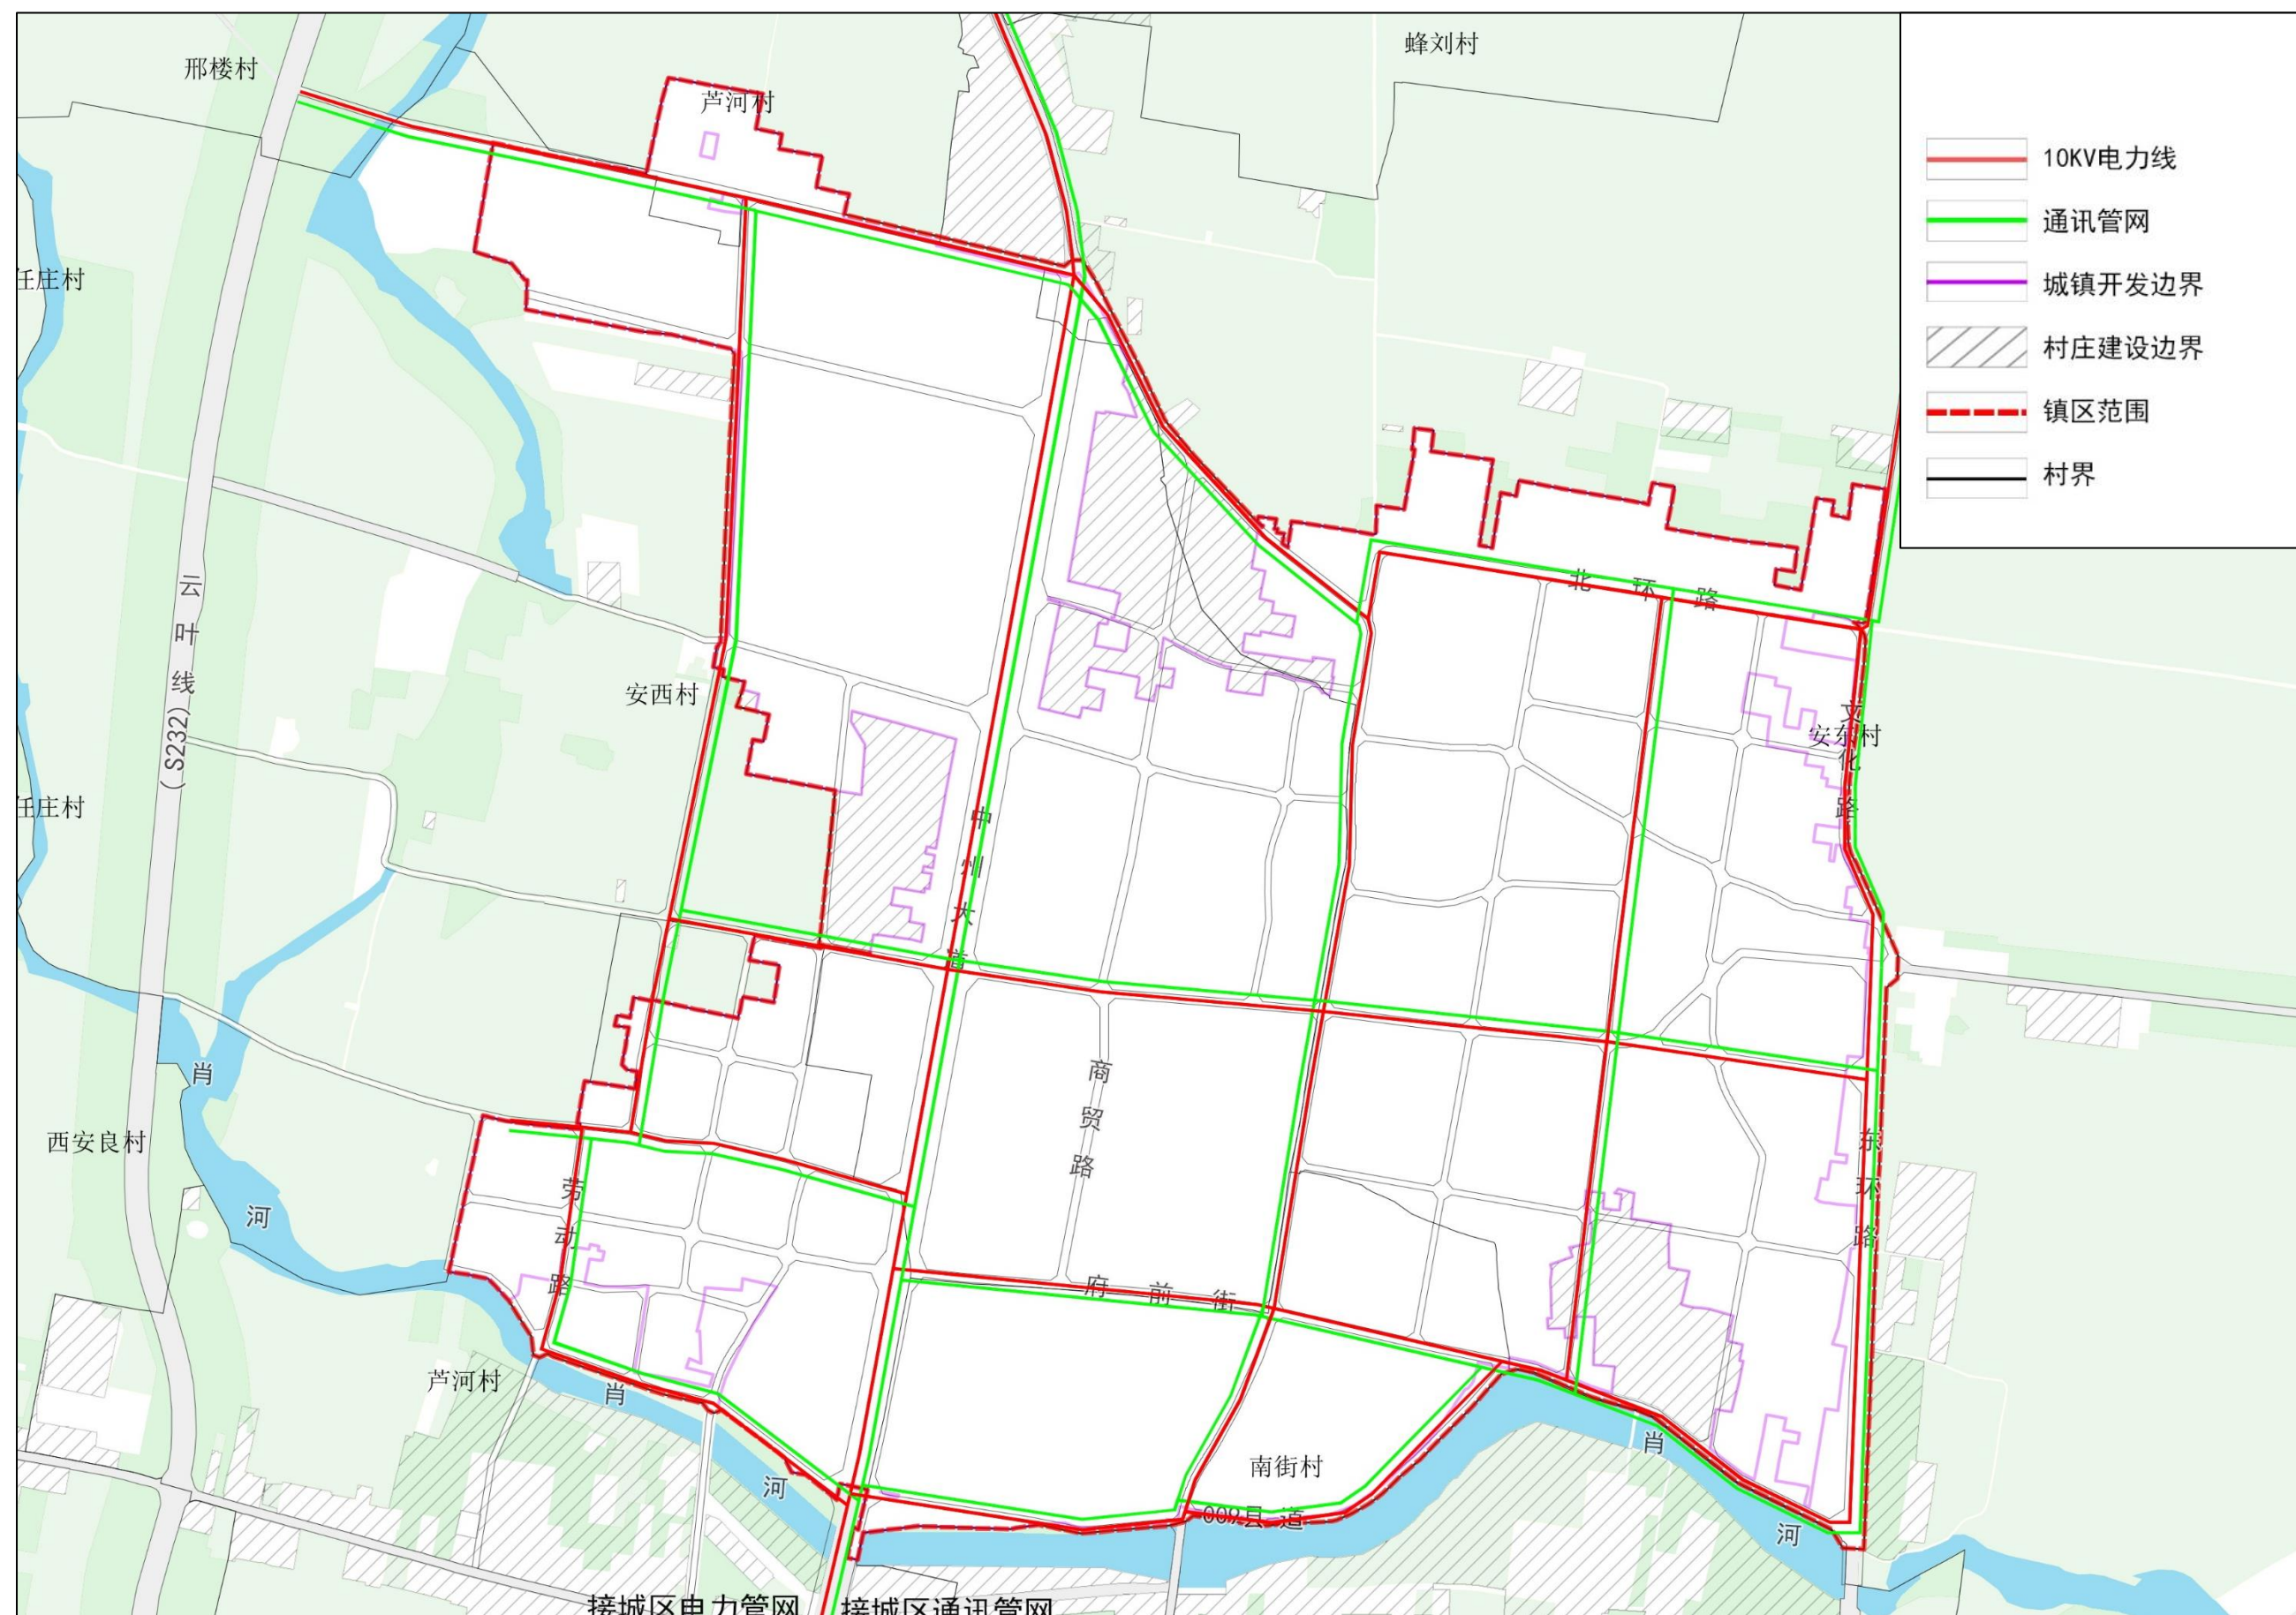 蜂刘村
邢楼村
芦河村
10KV电力线
通讯管网
城镇开发边界
村庄建设边界
镇区范围
村界
任庄村
北环路
云叶线（S232）
安西村
文化路
安东村
任庄村
中州大道
商贸路
肖河
西安良村
劳动路
东环路
府前街
芦河村
肖河
南街村
009县道
肖河
接城区电力管网
接城区通讯管网